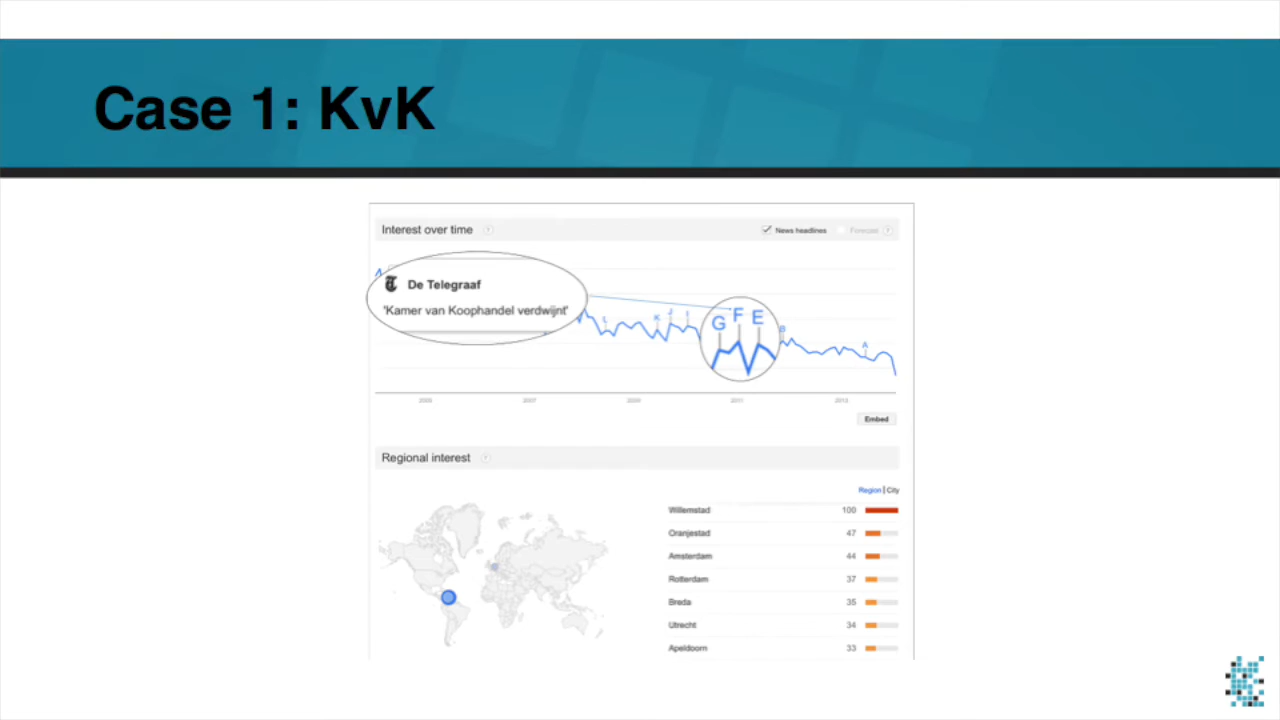 Case 1: KvK
Interest over time ?
News headlines Forecast ?
A
De Telegraaf
'Kamer van Koophandel verdwijnt'
L K J I G F E B A
2007 2009 2011 2013
Embed
Regional interest ?
Region | City
Willemstad 100
Oranjestad 47
Amsterdam 44
Rotterdam 37
Breda 35
Utrecht 34
Apeldoorn 33